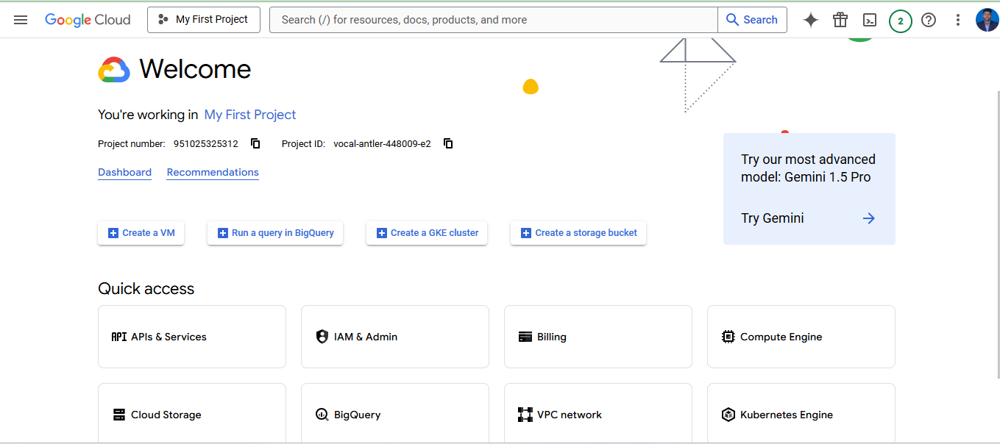 Google Cloud My First Project Search (/) for resources, docs, products, and more Search 2
Welcome
You're working in My First Project
Project number: 951025325312 Project ID: vocal-antler-448009-e2
Dashboard Recommendations
Try our most advanced
model: Gemini 1.5 Pro
Try Gemini
Create a VM Run a query in BigQuery Create a GKE cluster Create a storage bucket
Quick access
API APIs & Services IAM & Admin Billing Compute Engine
Cloud Storage BigQuery VPC network Kubernetes Engine